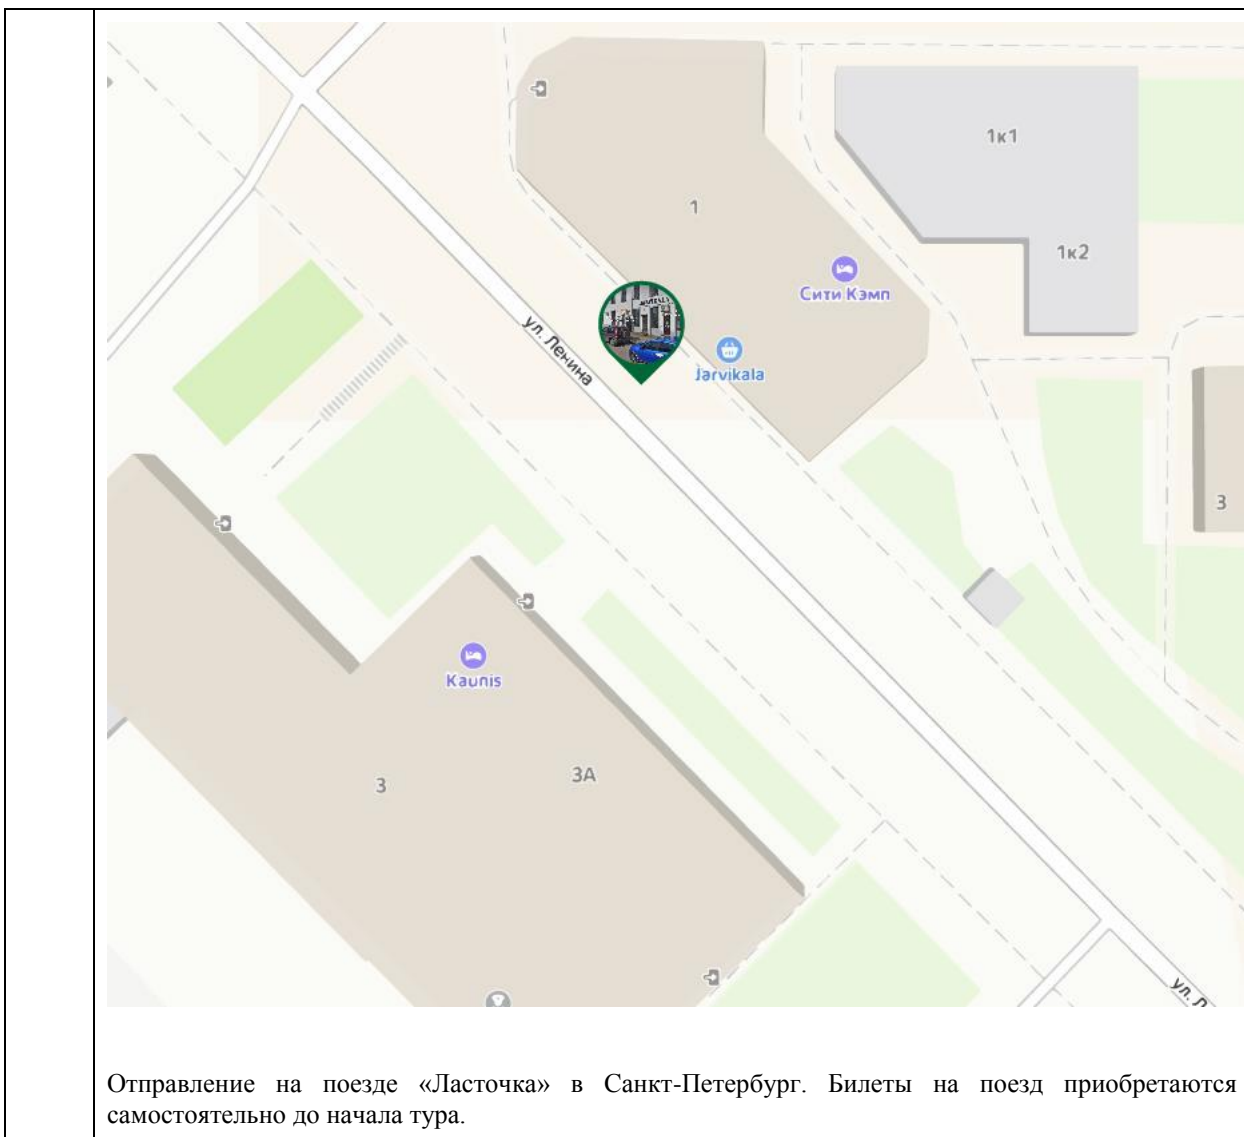 1к1
1
1к2
Сити Кэмп
ул. Ленина
Jarvikala
3
Kaunis
3А
3
ул. Л
Отправление на поезде «Ласточка» в Санкт-Петербург. Билеты на поезд приобретаются
самостоятельно до начала тура.